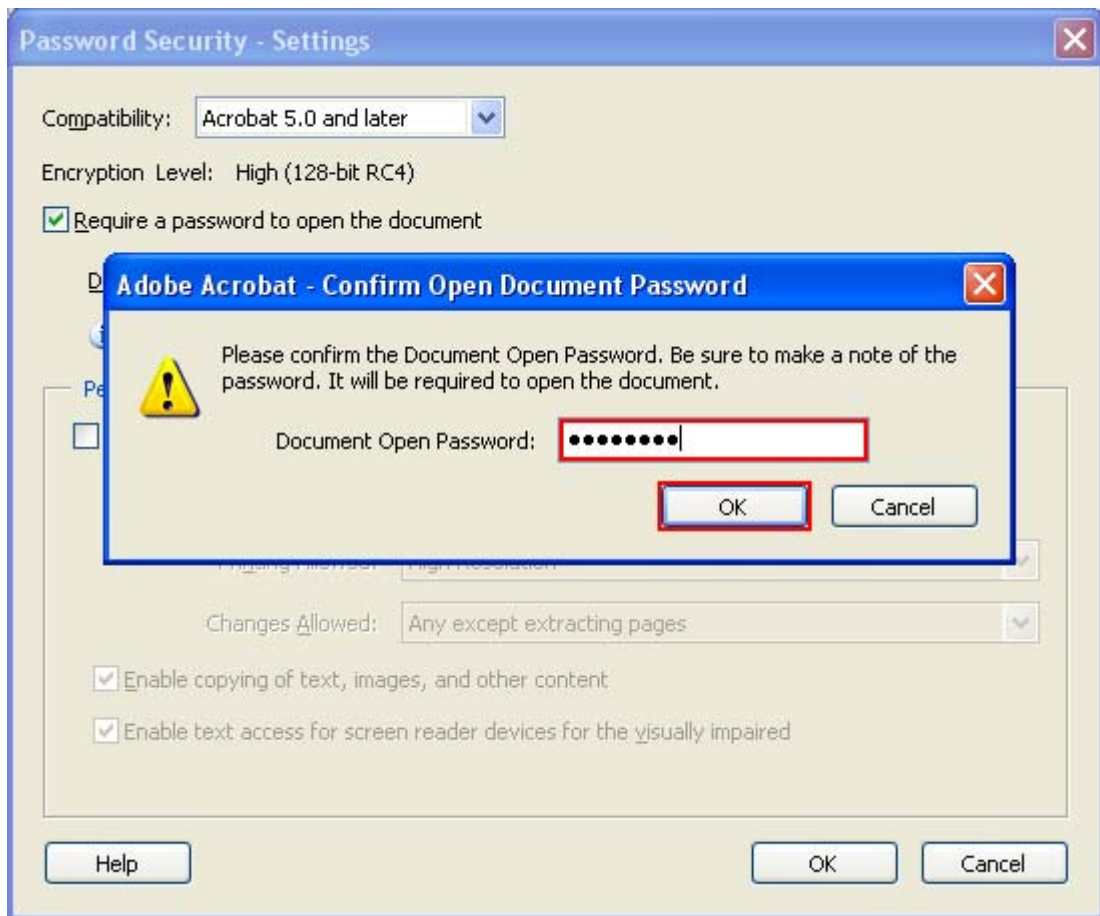 Password Security - Settings
Compatibility: Acrobat 5.0 and later
Encryption Level: High (128-bit RC4)
Require a password to open the document
Adobe Acrobat - Confirm Open Document Password
Please confirm the Document Open Password. Be sure to make a note of the
password. It will be required to open the document.
Document Open Password: ●●●●●●●●
OK Cancel
Changes Allowed: Any except extracting pages
Enable copying of text, images, and other content
Enable text access for screen reader devices for the visually impaired
Help OK Cancel